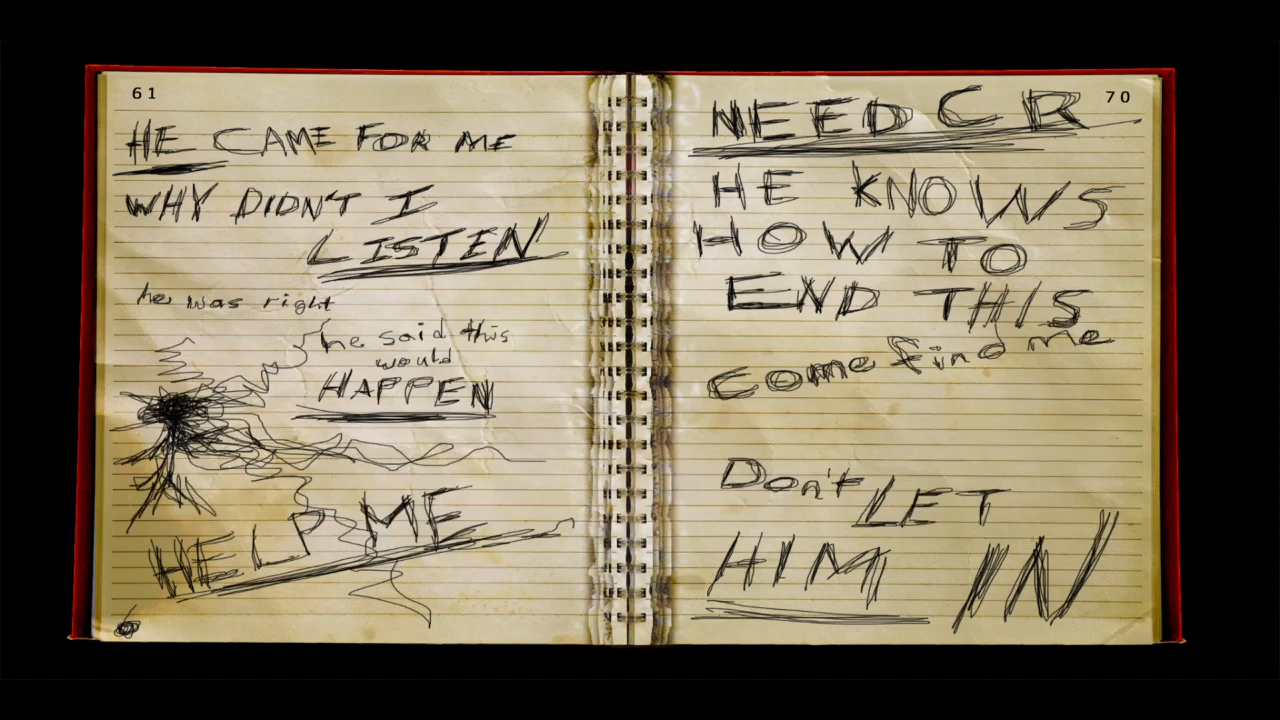 61
HE CAME FOR ME
WHY DIDN'T I
LISTEN
he was right
he said this
would
HAPPEN
HELP ME
70
NEED CR
HE KNOWS
HOW TO
END THIS
come find me
Don't LET
HIM IN